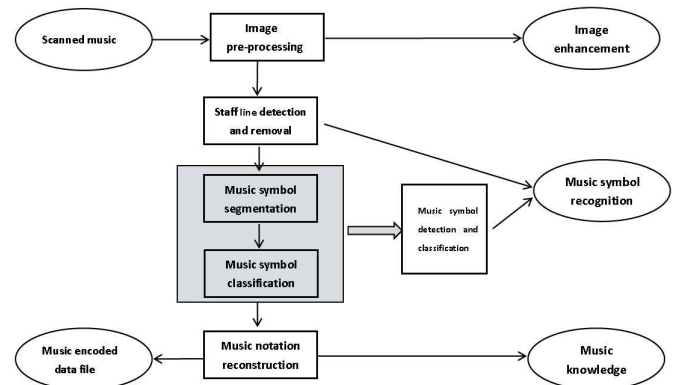 Scanned music
Image
pre-processing
Image
enhancement
Staff line detection
and removal
Music symbol
segmentation
Music symbol
detection and
classification
Music symbol
recognition
Music symbol
classification
Music encoded
data file
Music notation
reconstruction
Music
knowledge